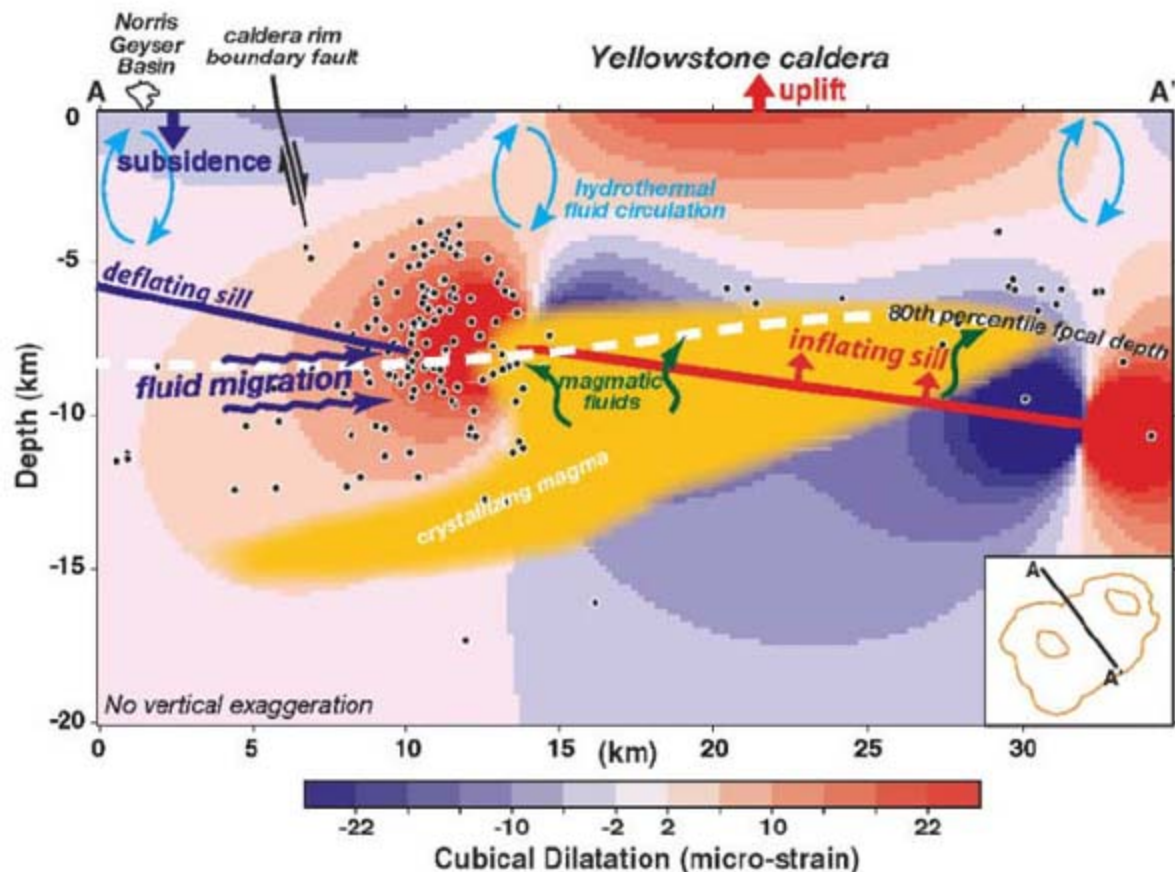 Norris
Geyser
Basin
caldera rim
boundary fault
Yellowstone caldera
A
A'
uplift
0
subsidence
hydrothermal
fluid circulation
-5
deflating sill
80th percentile focal depth
inflating sill
fluid migration
magmatic
fluids
-10
Depth (km)
crystallizing magma
-15
A
A'
No vertical exaggeration
-20
0
5
10
(km)
15
20
25
30
-22
-10
-2
2
10
22
Cubical Dilatation (micro-strain)